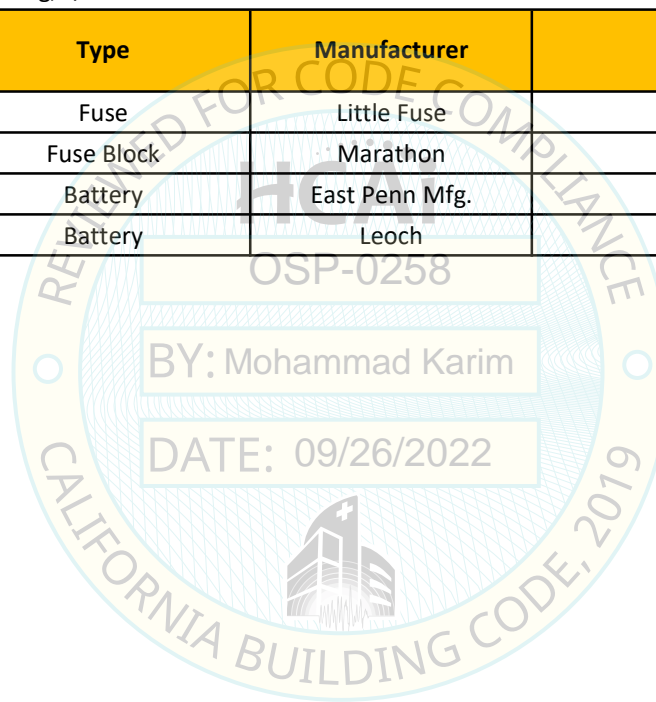 Type Manufacturer
Fuse Little Fuse
Fuse Block Marathon
Battery East Penn Mfg.
Battery Leoch
REVIEWED FOR CODE COMPLIANCE
HCAi
OSP-0258
BY: Mohammad Karim
DATE: 09/26/2022
CALIFORNIA BUILDING CODE, 2019